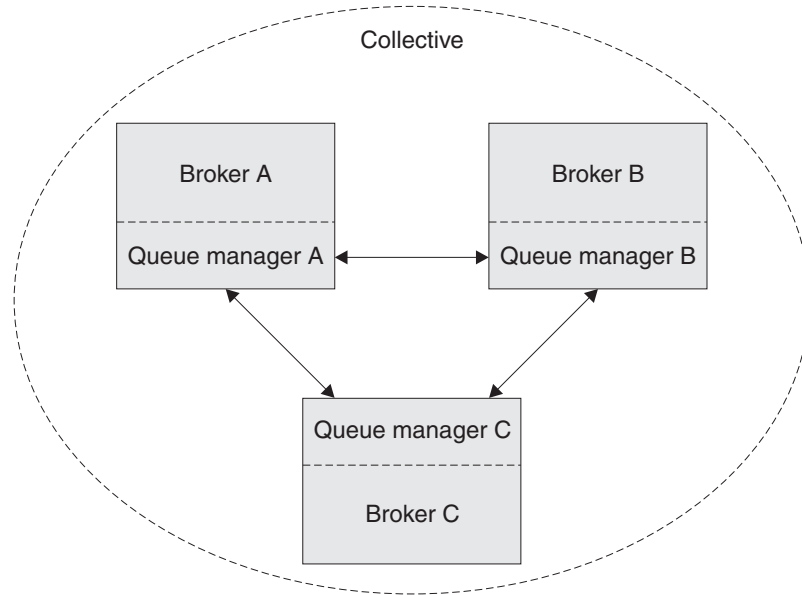 Collective
Broker A
Broker B
Queue manager A
Queue manager B
Queue manager C
Broker C